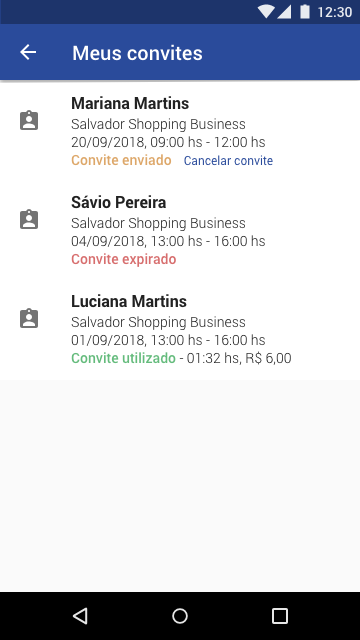 12:30
Meus convites
Mariana Martins
Salvador Shopping Business
20/09/2018, 09:00 hs - 12:00 hs
Convite enviado Cancelar convite
Sávio Pereira
Salvador Shopping Business
04/09/2018, 13:00 hs - 16:00 hs
Convite expirado
Luciana Martins
Salvador Shopping Business
01/09/2018, 13:00 hs - 16:00 hs
Convite utilizado - 01:32 hs, R$ 6,00